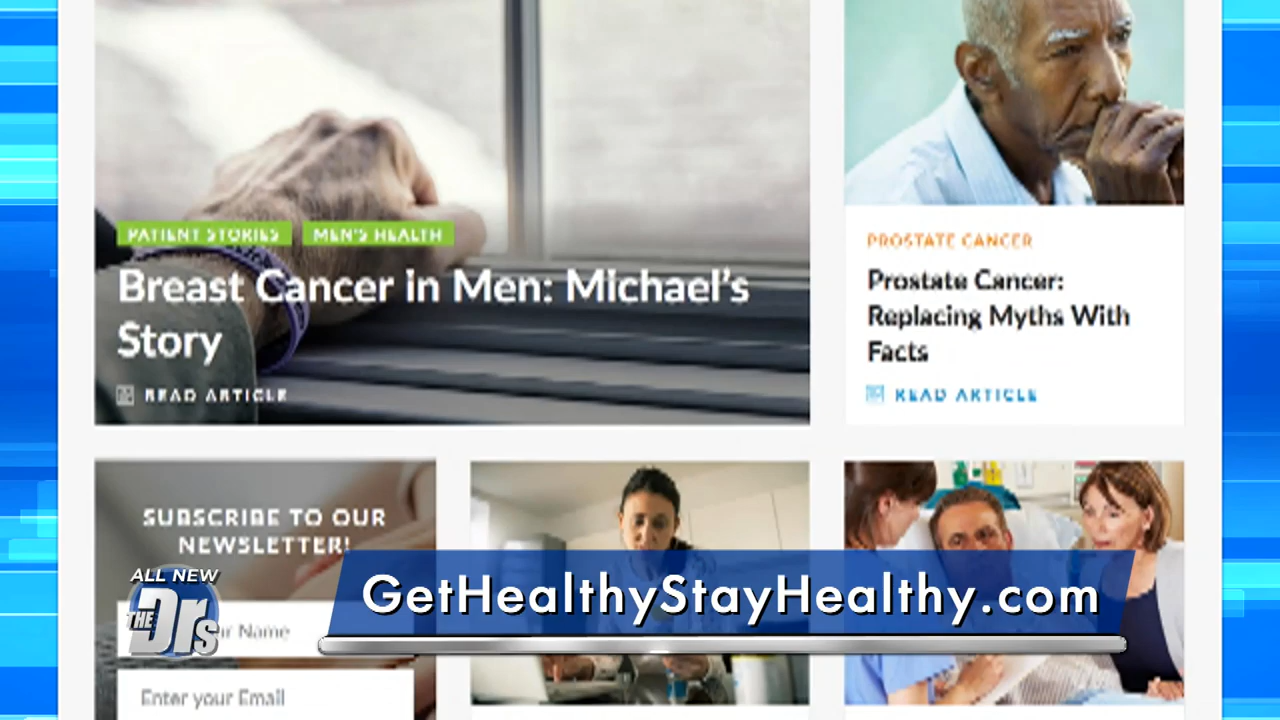 PATIENT STORIES
MEN'S HEALTH
Breast Cancer in Men: Michael's
Story
READ ARTICLE
PROSTATE CANCER
Prostate Cancer:
Replacing Myths With
Facts
READ ARTICLE
SUBSCRIBE TO OUR
NEWSLETTER!
Name
Enter your Email
ALL NEW
THE Drs
GetHealthyStayHealthy.com